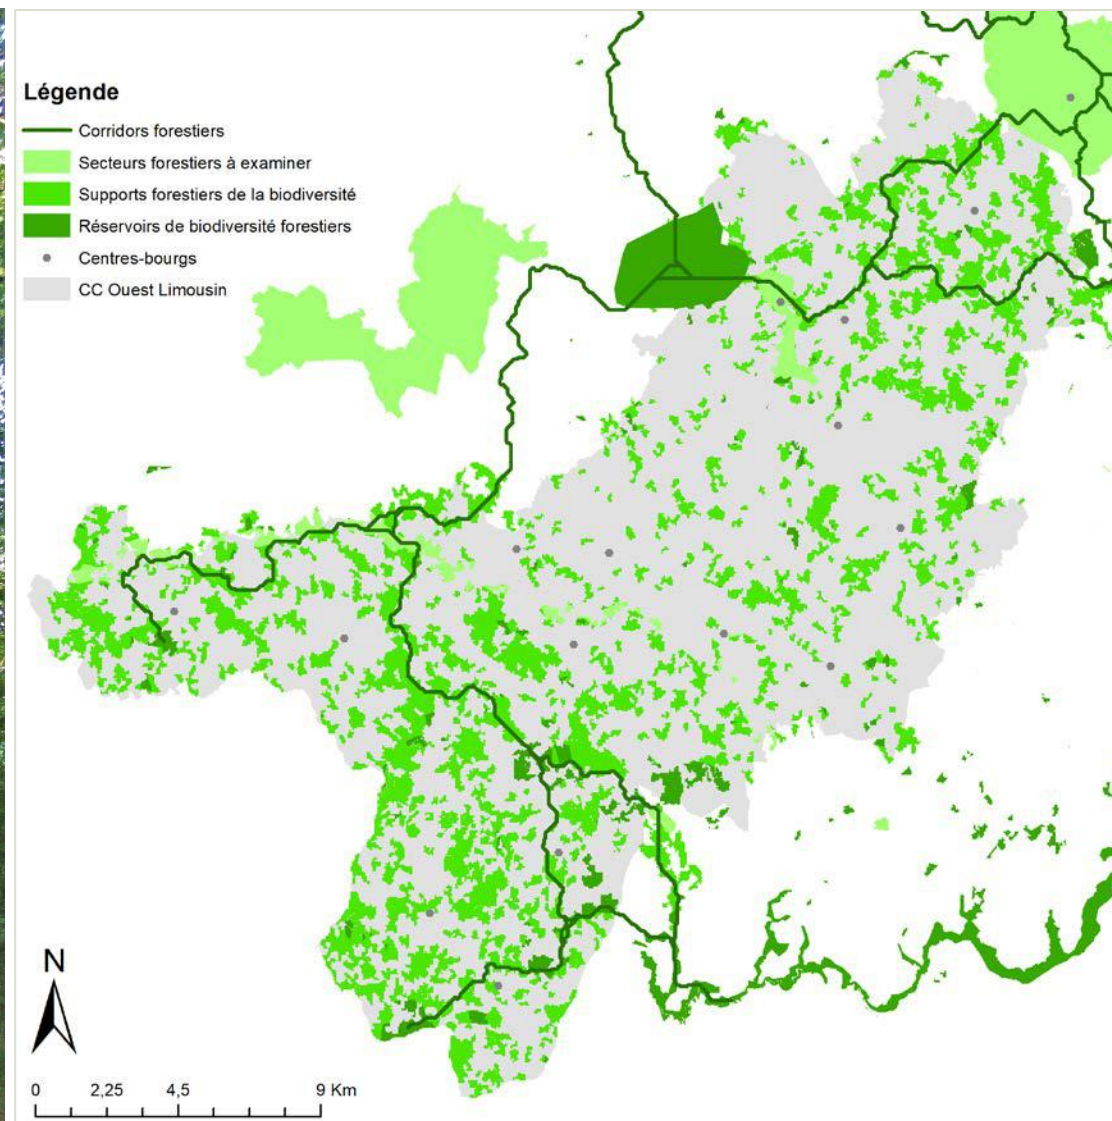 Légende
Corridors forestiers
Secteurs forestiers à examiner
Supports forestiers de la biodiversité
Réservoirs de biodiversité forestiers
Centres-bourgs
CC Ouest Limousin
N
0 2,25 4,5 9 Km